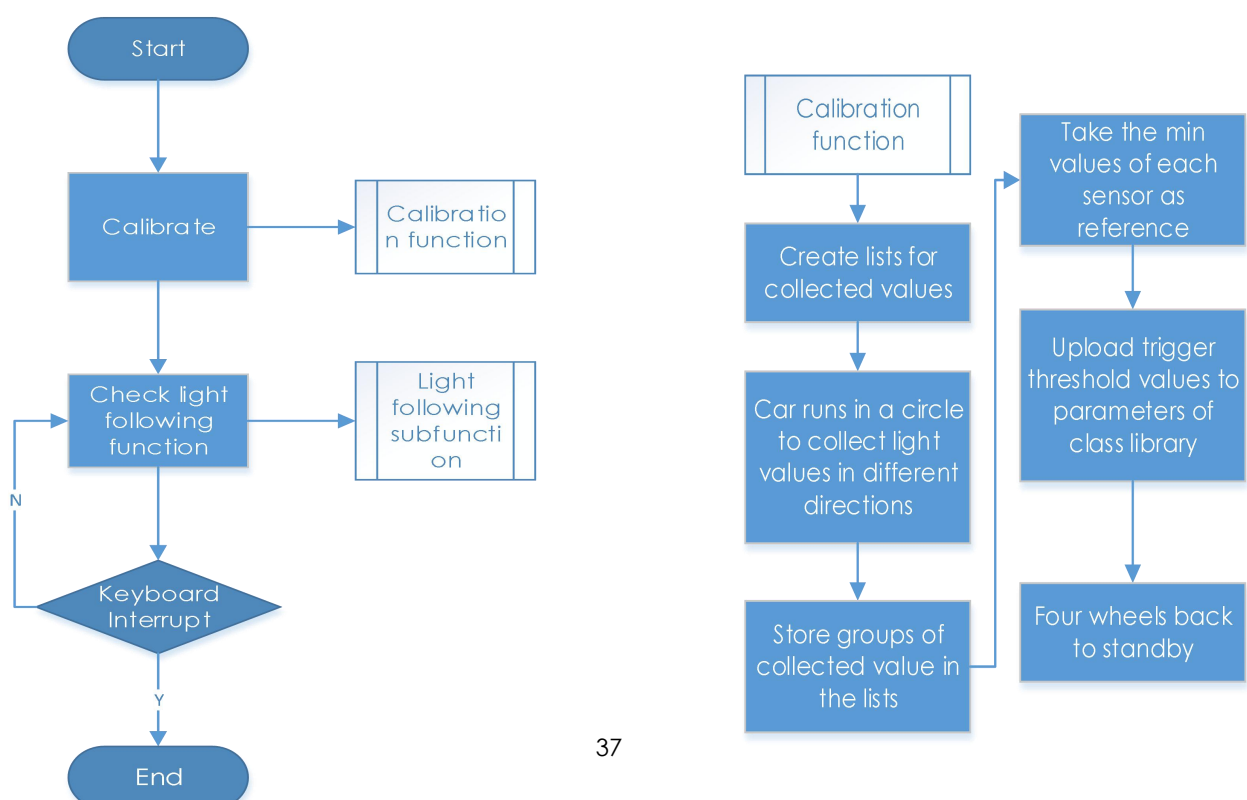 Start
Calibrate
Calibratio
n function
Check light
following
function
Light
following
subfuncti
on
N
Keyboard
Interrupt
Y
End
Calibration
function
Create lists for
collected values
Car runs in a circle
to collect light
values in different
directions
Store groups of
collected value in
the lists
Take the min
values of each
sensor as
reference
Upload trigger
threshold values to
parameters of
class library
Four wheels back
to standby
37